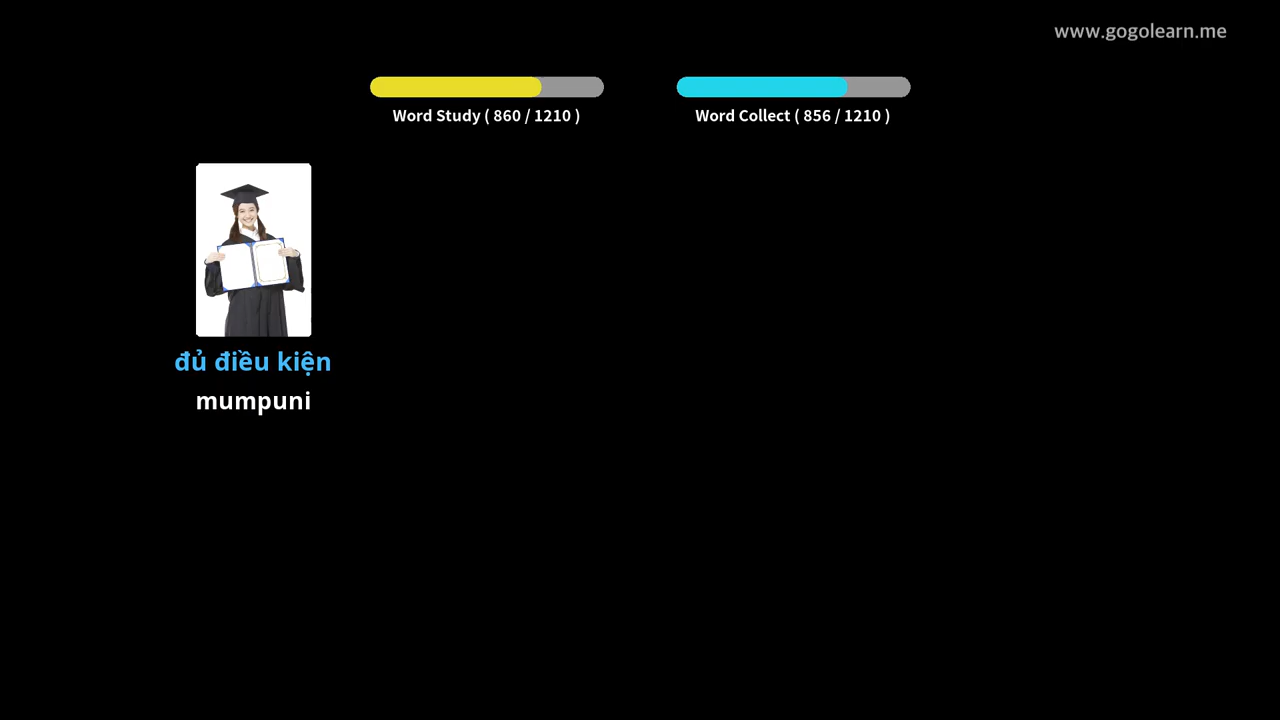 www.gogolearn.me
Word Study ( 860 / 1210 )
Word Collect ( 856 / 1210 )
đủ điều kiện
mumpuni